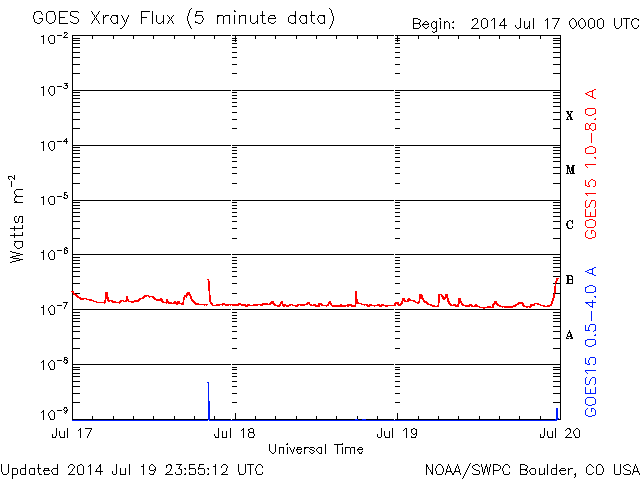 GOES Xray Flux (5 minute data)
Begin: 2014 Jul 17 0000 UTC
10⁻²
10⁻³
10⁻⁴
10⁻⁵
10⁻⁶
10⁻⁷
10⁻⁸
10⁻⁹
Watts m⁻²
X
M
C
B
A
GOES15 1.0–8.0 A
GOES15 0.5–4.0 A
Jul 17
Jul 18
Jul 19
Jul 20
Universal Time
Updated 2014 Jul 19 23:55:12 UTC
NOAA/SWPC Boulder, CO USA